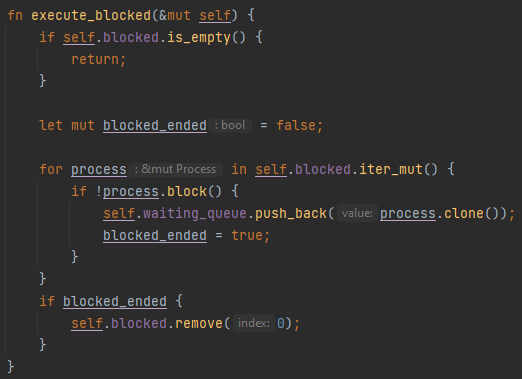 fn execute_blocked(&mut self) {
    if self.blocked.is_empty() {
        return;
    }

    let mut blocked_ended : bool = false;

    for process : &mut Process in self.blocked.iter_mut() {
        if !process.block() {
            self.waiting_queue.push_back( value: process.clone());
            blocked_ended = true;
        }
    }
    if blocked_ended {
        self.blocked.remove( index: 0);
    }
}